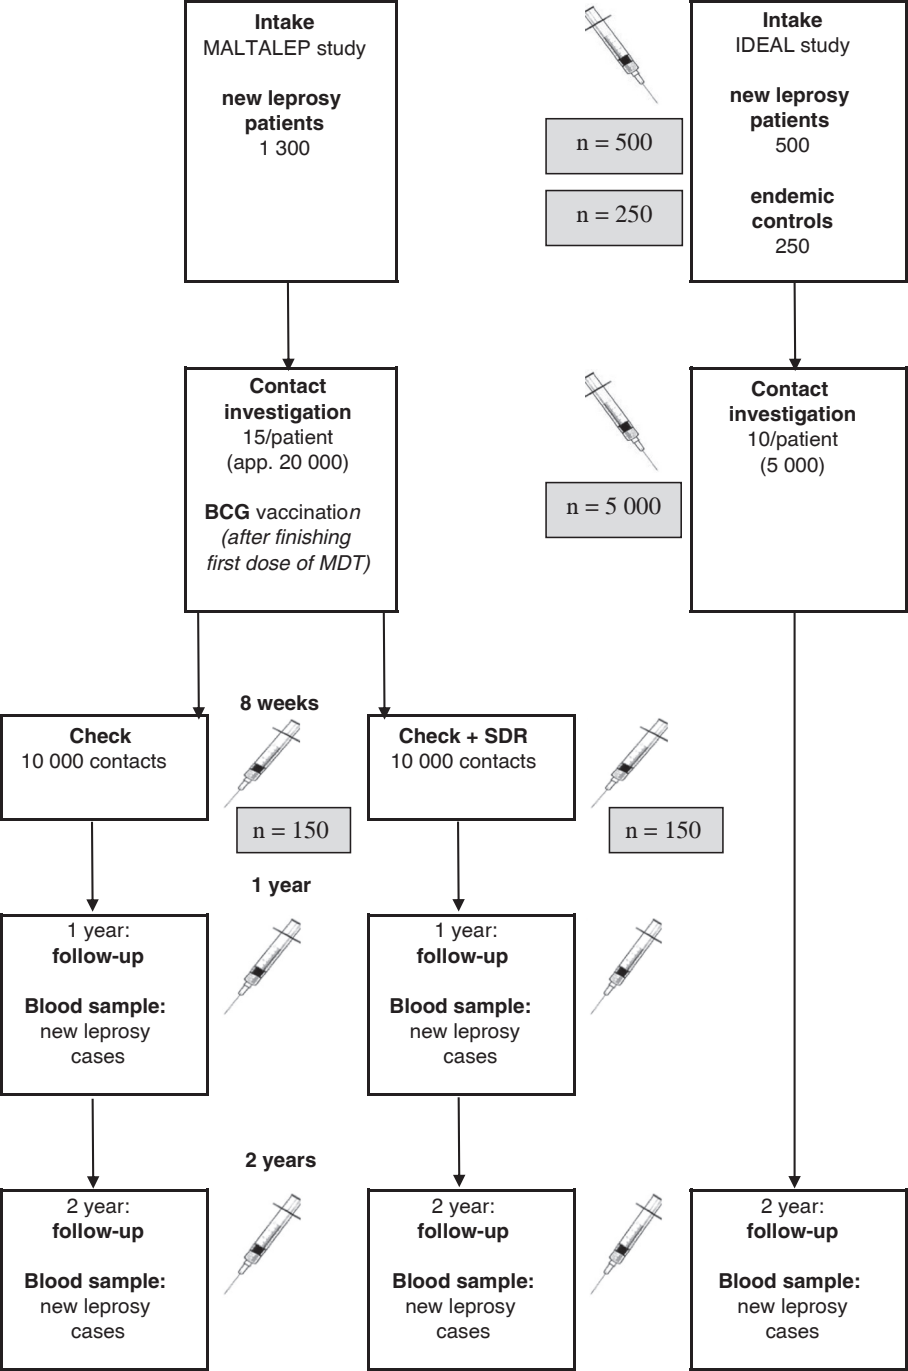 Intake
MALTALEP study
new leprosy
patients
1 300
n = 500
n = 250
Intake
IDEAL study
new leprosy
patients
500
endemic
controls
250
Contact
investigation
15/patient
(app. 20 000)
BCG vaccination
(after finishing
first dose of MDT)
n = 5 000
Contact
investigation
10/patient
(5 000)
8 weeks
Check
10 000 contacts
n = 150
Check + SDR
10 000 contacts
n = 150
1 year
1 year:
follow-up
Blood sample:
new leprosy
cases
1 year:
follow-up
Blood sample:
new leprosy
cases
2 years
2 year:
follow-up
Blood sample:
new leprosy
cases
2 year:
follow-up
Blood sample:
new leprosy
cases
2 year:
follow-up
Blood sample:
new leprosy
cases